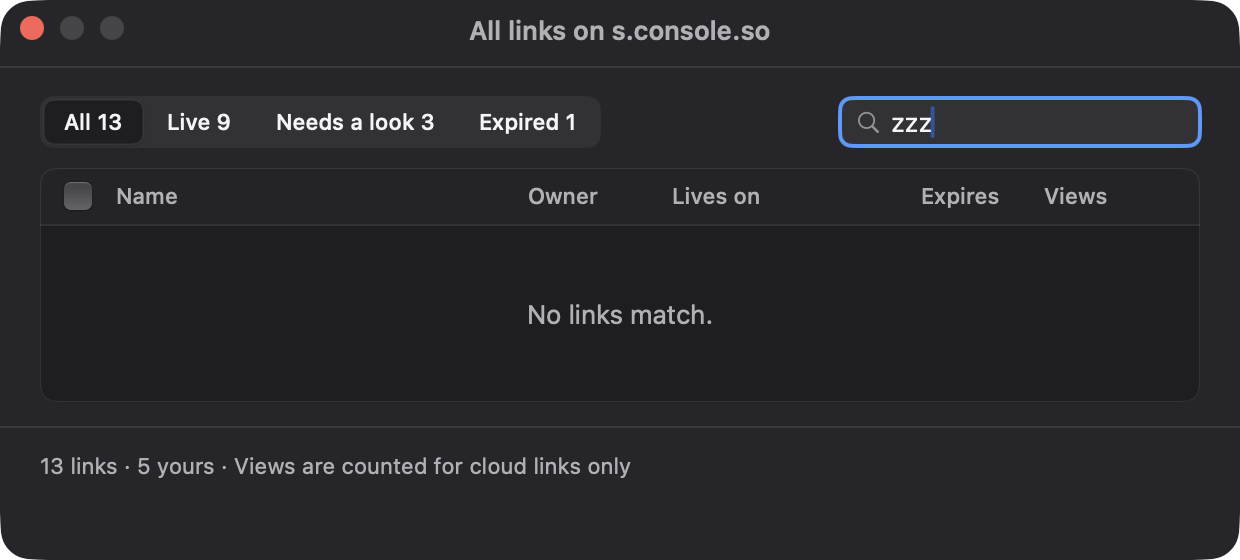 All links on s.console.so
All 13 Live 9 Needs a look 3 Expired 1
zzz
Name Owner Lives on Expires Views
No links match.
13 links · 5 yours · Views are counted for cloud links only